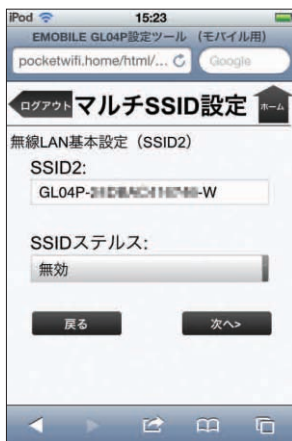 iPod 15:23
EMOBILE GL04P設定ツール （モバイル用）
pocketwifi.home/html/... Google
ログアウト マルチSSID設定 ホーム
無線LAN基本設定（SSID2）
SSID2:
GL04P- -W
SSIDステルス:
無効
戻る 次へ>